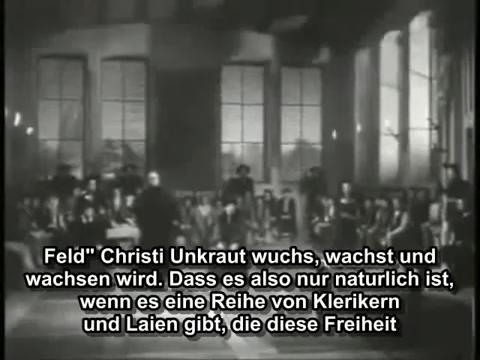 Feld" Christi Unkraut wuchs, wachst und
wachsen wird. Dass es also nur naturlich ist,
wenn es eine Reihe von Klerikern
und Laien gibt, die diese Freiheit